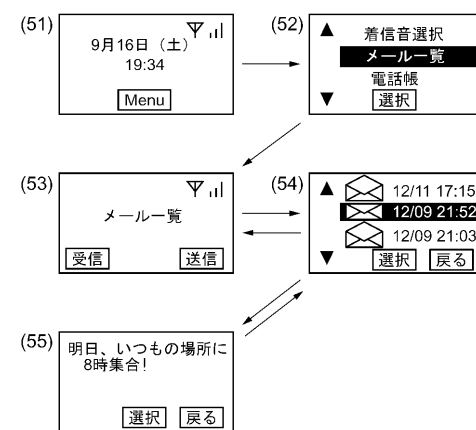 (51)
9月16日（土）
19:34
Menu
(52)
▲
着信音選択
メール一覧
電話帳
▼
選択
(53)
メール一覧
受信
送信
(54)
▲
12/11 17:15
12/09 21:52
12/09 21:03
▼
選択 戻る
(55)
明日、いつもの場所に
8時集合!
選択 戻る